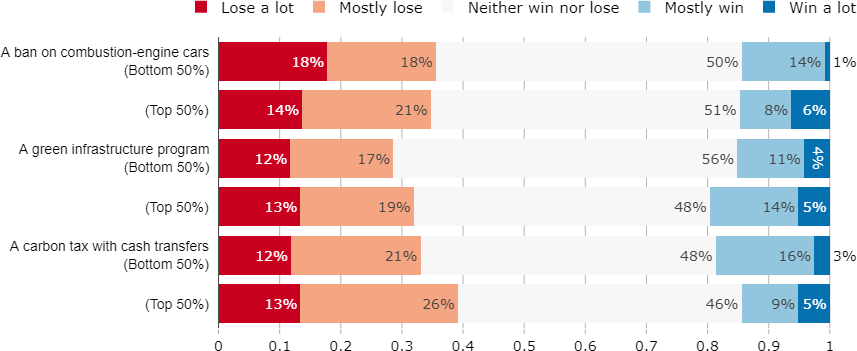 Lose a lot Mostly lose Neither win nor lose Mostly win Win a lot
A ban on combustion-engine cars
(Bottom 50%)
18% 18% 50% 14% 1%
(Top 50%) 14% 21% 51% 8% 6%
A green infrastructure program
(Bottom 50%)
12% 17% 56% 11% 4%
(Top 50%) 13% 19% 48% 14% 5%
A carbon tax with cash transfers
(Bottom 50%)
12% 21% 48% 16% 3%
(Top 50%) 13% 26% 46% 9% 5%
0 0.1 0.2 0.3 0.4 0.5 0.6 0.7 0.8 0.9 1